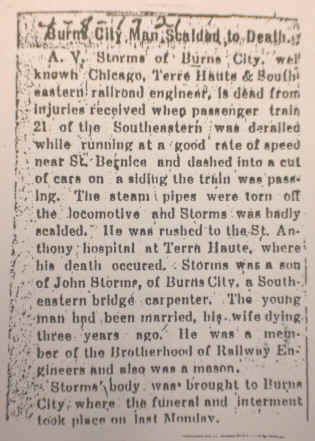 4-8-1921
Burns City Man Scalded to Death.
A. V. Storms of Burns City, well
known Chicago, Terre Haute & South-
eastern railroad engineer, is dead from
injuries received when passenger train
21 of the Southeastern was derailed
while running at a good rate of speed
near St. Bernice and dashed into a cut
of cars on a siding the train was pass-
ing. The steam pipes were torn off
the locomotive and Storms was badly
scalded. He was rushed to the St. An-
thony hospital at Terre Haute, where
his death occured. Storms was a son
of John Storms, of Burns City, a South-
eastern bridge carpenter. The young
man had been married, his wife dying
three years ago. He was a mem-
ber of the Brotherhood of Railway En-
gineers and also was a mason.
Storms' body was brought to Burns
City, where the funeral and interment
took place on last Monday.